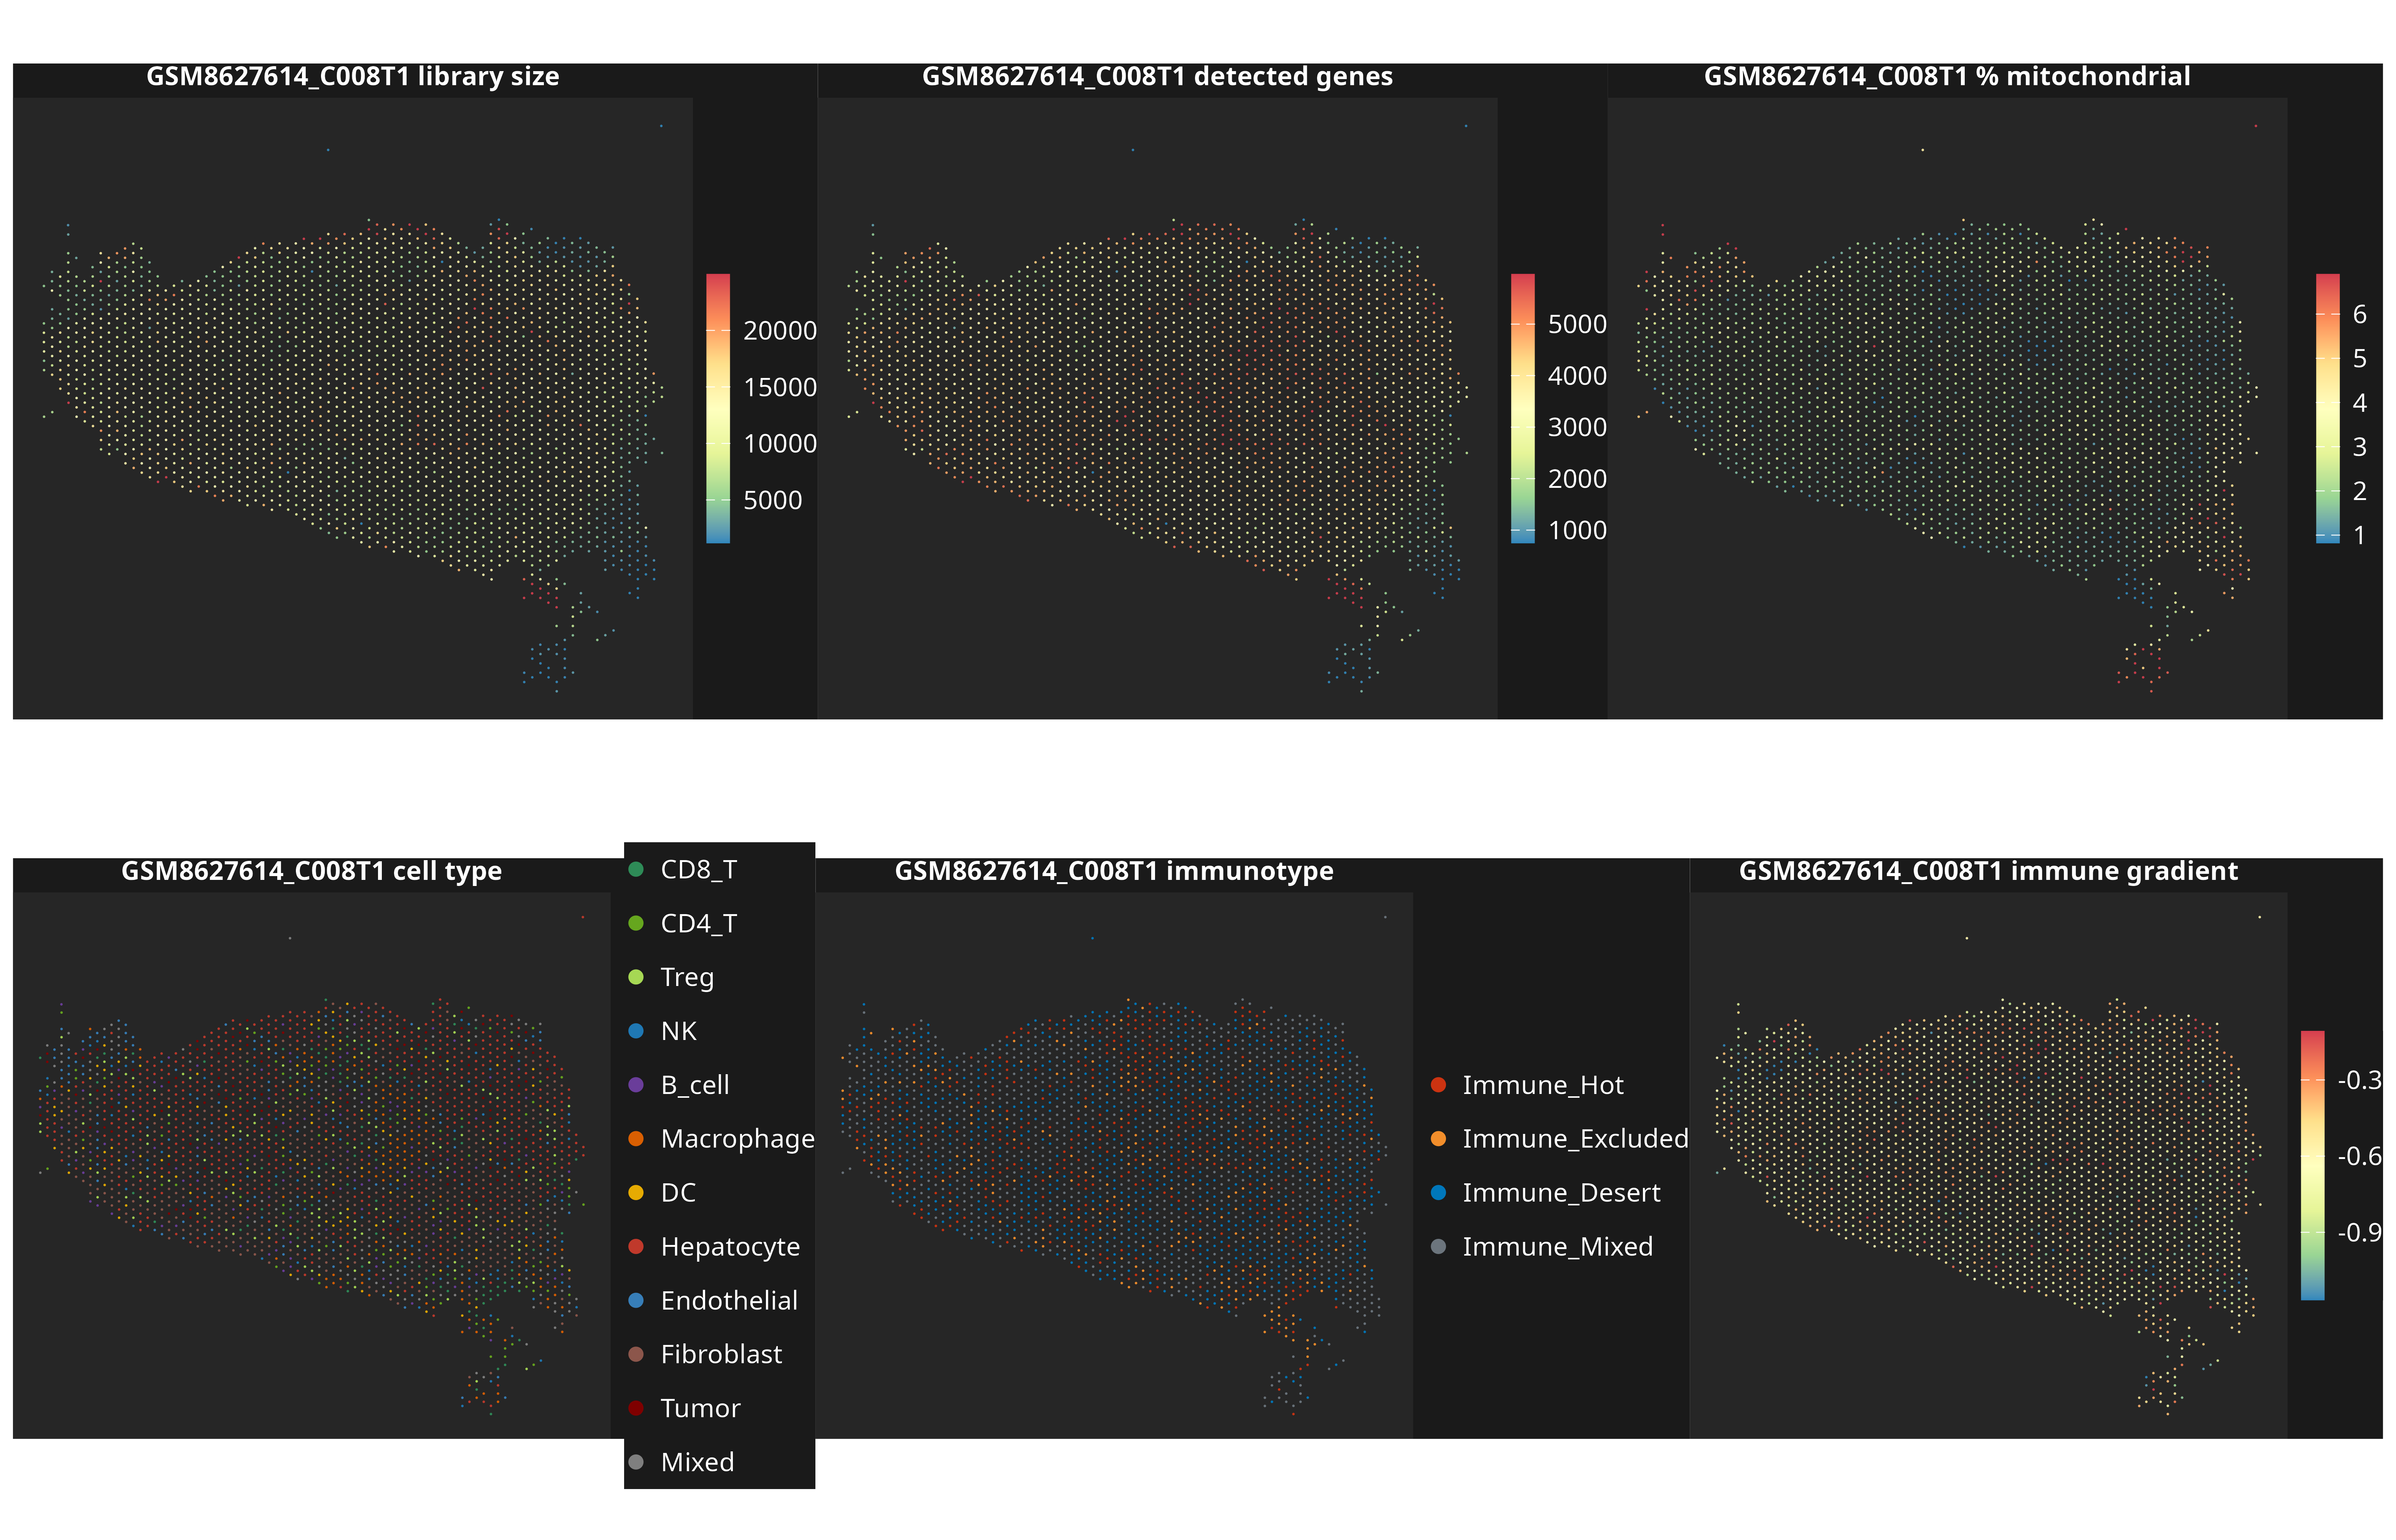 GSM8627614_C008T1 library size
20000
15000
10000
5000
GSM8627614_C008T1 detected genes
5000
4000
3000
2000
1000
GSM8627614_C008T1 % mitochondrial
6
5
4
3
2
1
GSM8627614_C008T1 cell type
CD8_T
CD4_T
Treg
NK
B_cell
Macrophage
DC
Hepatocyte
Endothelial
Fibroblast
Tumor
Mixed
GSM8627614_C008T1 immunotype
Immune_Hot
Immune_Excluded
Immune_Desert
Immune_Mixed
GSM8627614_C008T1 immune gradient
-0.3
-0.6
-0.9